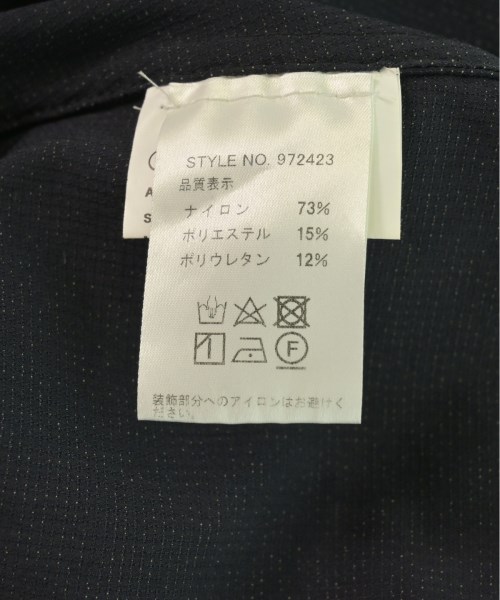 STYLE NO. 972423
品質表示
ナイロン 73%
ポリエステル 15%
ポリウレタン 12%
F
装飾部分へのアイロンはお避けく
ださい。
A
S